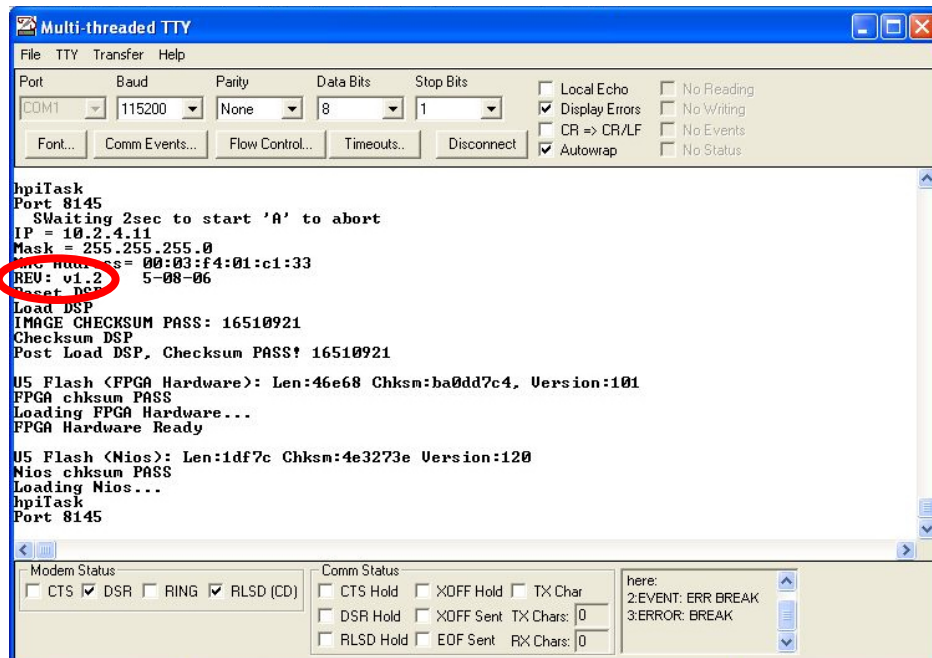 Multi-threaded TTY
File TTY Transfer Help
Port Baud Parity Data Bits Stop Bits
COM1 115200 None 8 1
Local Echo No Reading
Display Errors No Writing
CR => CR/LF No Events
Autowrap No Status
Font... Comm Events... Flow Control... Timeouts.. Disconnect
hpiTask
Port 8145
SWaiting 2sec to start 'A' to abort
IP = 10.2.4.11
Mask = 255.255.255.0
MAC Address= 00:03:f4:01:c1:33
REV: v1.2 5-08-06
Reset DSP
Load DSP
IMAGE CHECKSUM PASS: 16510921
Checksum DSP
Post Load DSP, Checksum PASS! 16510921
U5 Flash (FPGA Hardware): Len:46e68 Chksm:ba0dd7c4, Version:101
FPGA chksum PASS
Loading FPGA Hardware...
FPGA Hardware Ready
U5 Flash (Nios): Len:1df7c Chksm:4e3273e Version:120
Nios chksum PASS
Loading Nios...
hpiTask
Port 8145
Modem Status
CTS DSR RING RLSD (CD)
Comm Status
CTS Hold XOFF Hold TX Char
DSR Hold XOFF Sent TX Chars: 0
RLSD Hold EOF Sent RX Chars: 0
here:
2:EVENT: ERR BREAK
3:ERROR: BREAK